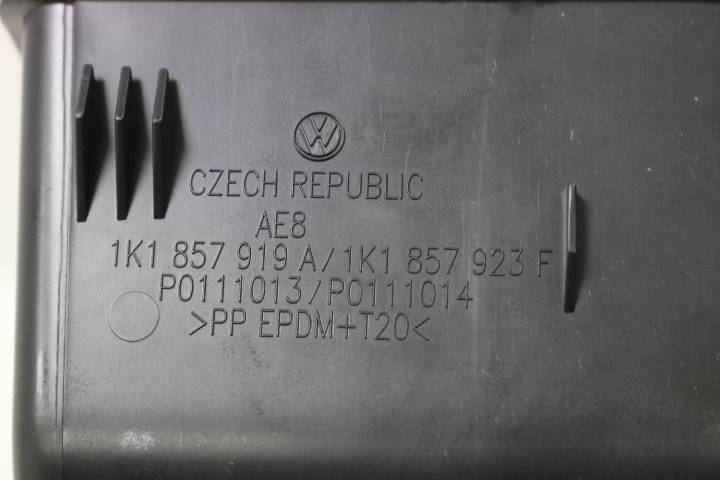 CZECH REPUBLIC
AE8
1K1 857 919 A/1K1 857 923 F
P0111013/P0111014
>PP EPDM+T20<